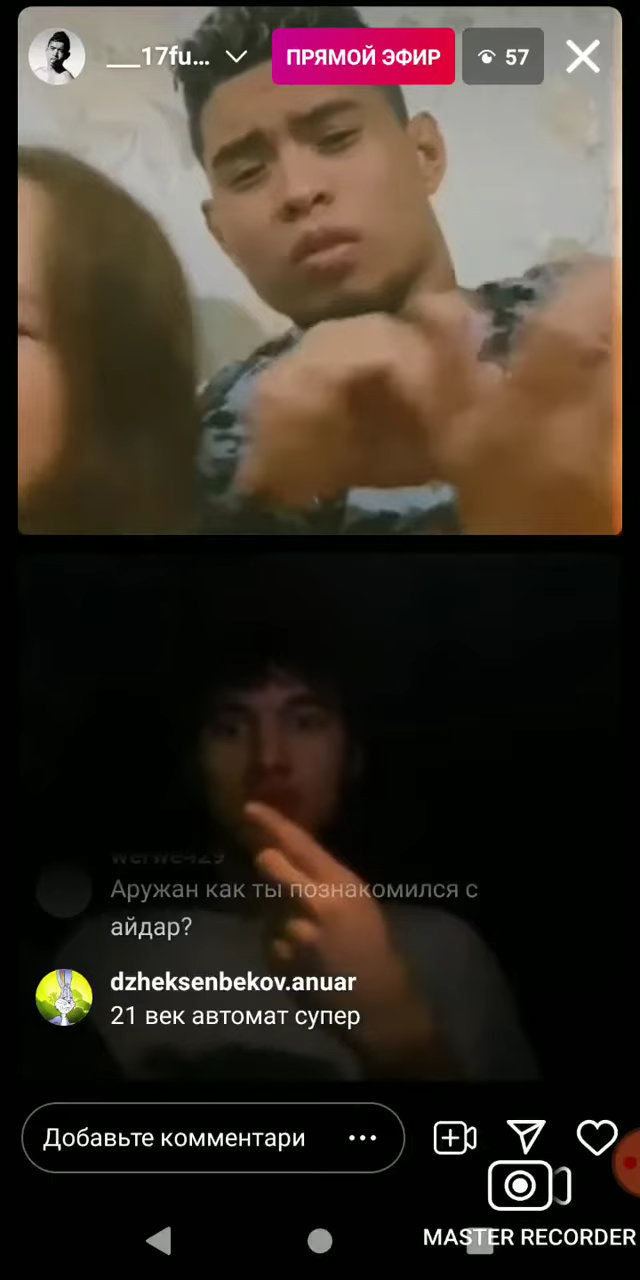 ___17fu...
ПРЯМОЙ ЭФИР
57
werwe429
Аружан как ты познакомился с
айдар?
dzheksenbekov.anuar
21 век автомат супер
Добавьте комментари
MASTER RECORDER